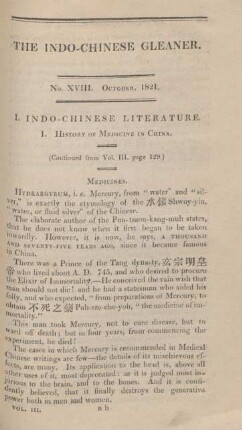 THE INDO-CHINESE GLEANER.
No. XVIII. October, 1821.
I. INDO-CHINESE LITERATURE.
1. History of Medicine in China.
(Continued from Vol. III. page 129.)
Medicines.
Hydrargyrum, i. e. Mercury, from "water" and "silver,"
is exactly the etymology of the 水銀 Shwuy-yin,
"water, or fluid silver" of the Chinese.
The elaborate author of the Pun-tsaou-kang-muh states,
that he does not know when it first began to be taken
inwardly. However, it is now, he says, a thousand
and seventy-five years ago, since it became famous
in China.
There was a Prince of the Tang dynasty, 玄宗明皇
帝 who lived about A. D. 745, and who desired to procure
the Elixir of Immortality.—He conceived the rash wish that
man should not die! and he had a statesman who aided his
folly, and who expected, "from preparations of Mercury, to
obtain 不死之藥 Puh-sze-che-yoh, "the medicine of immortality."
This man took Mercury, not to cure disease, but to
ward off death; but in four years, from commencing the
experiment, he died!
The cases in which Mercury is recommended in Medical
Chinese writings are few—the details of its mischievous effects,
are many. Its application to the head is, above all
other uses of it, most deprecated: as it is judged most injurious
to the brain, and to the bones. And it is confidently
believed, that it finally destroys the generative
power both in men and women.
VOL. III. B b